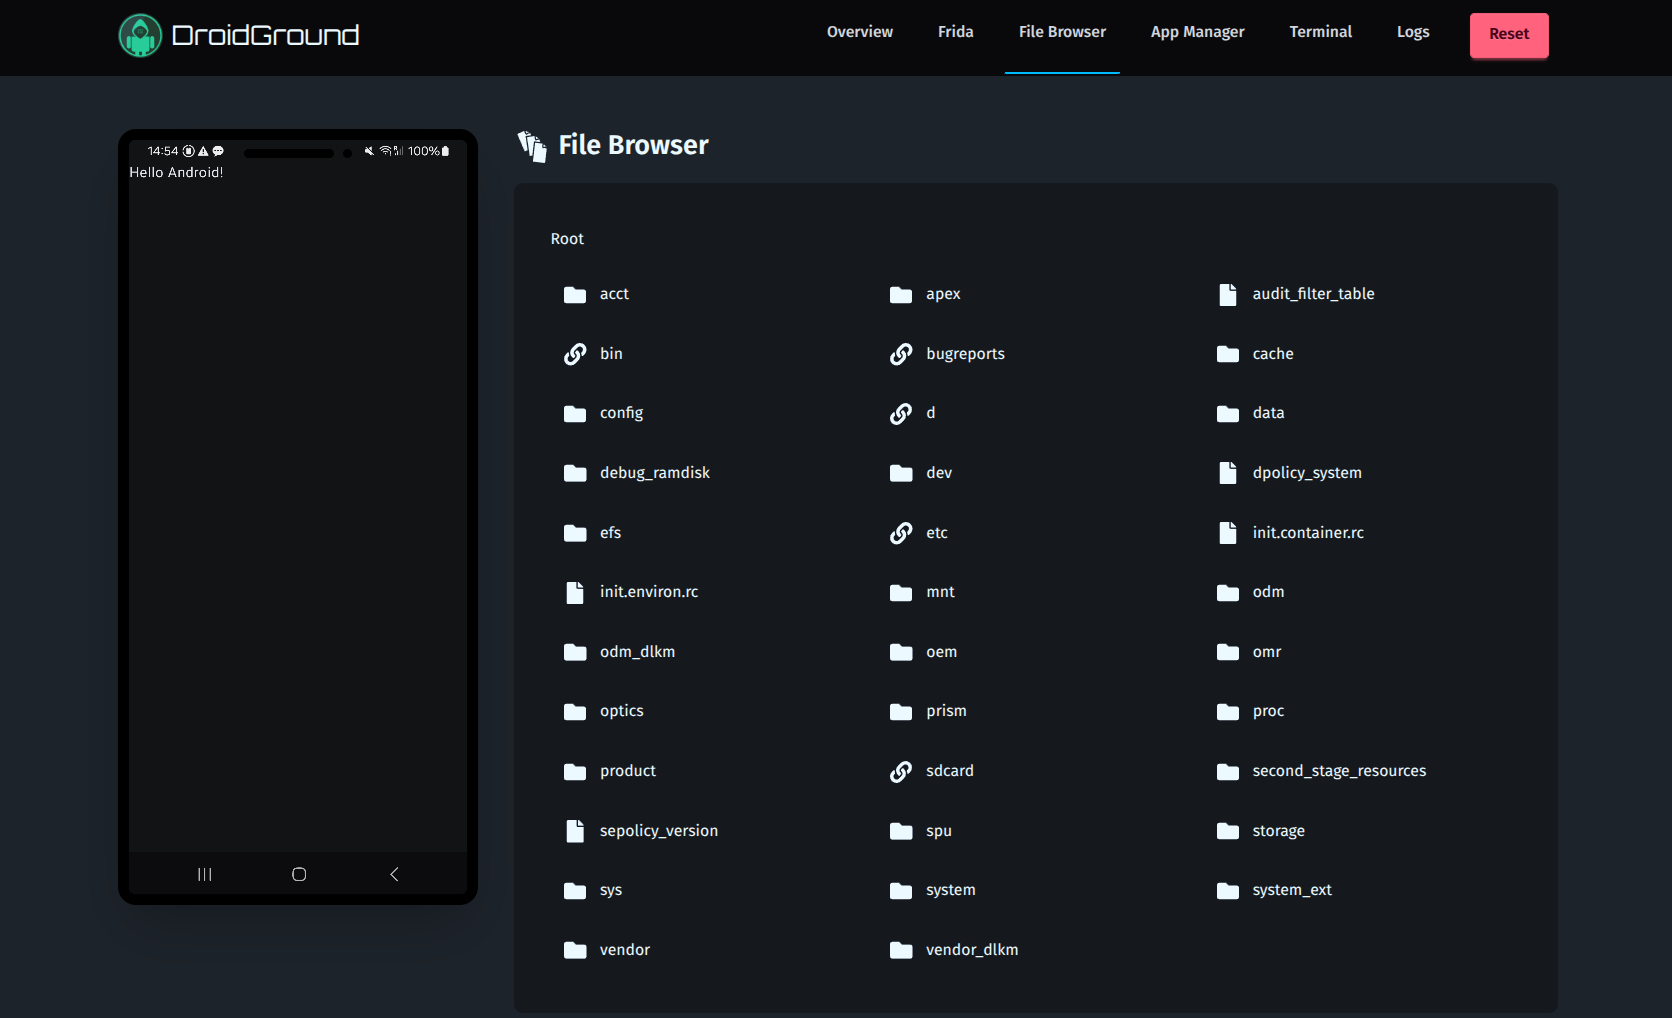 DroidGround
Overview Frida File Browser App Manager Terminal Logs Reset
14:54 100%
Hello Android!
File Browser
Root
acct apex audit_filter_table
bin bugreports cache
config d data
debug_ramdisk dev dpolicy_system
efs etc init.container.rc
init.environ.rc mnt odm
odm_dlkm oem omr
optics prism proc
product sdcard second_stage_resources
sepolicy_version spu storage
sys system system_ext
vendor vendor_dlkm